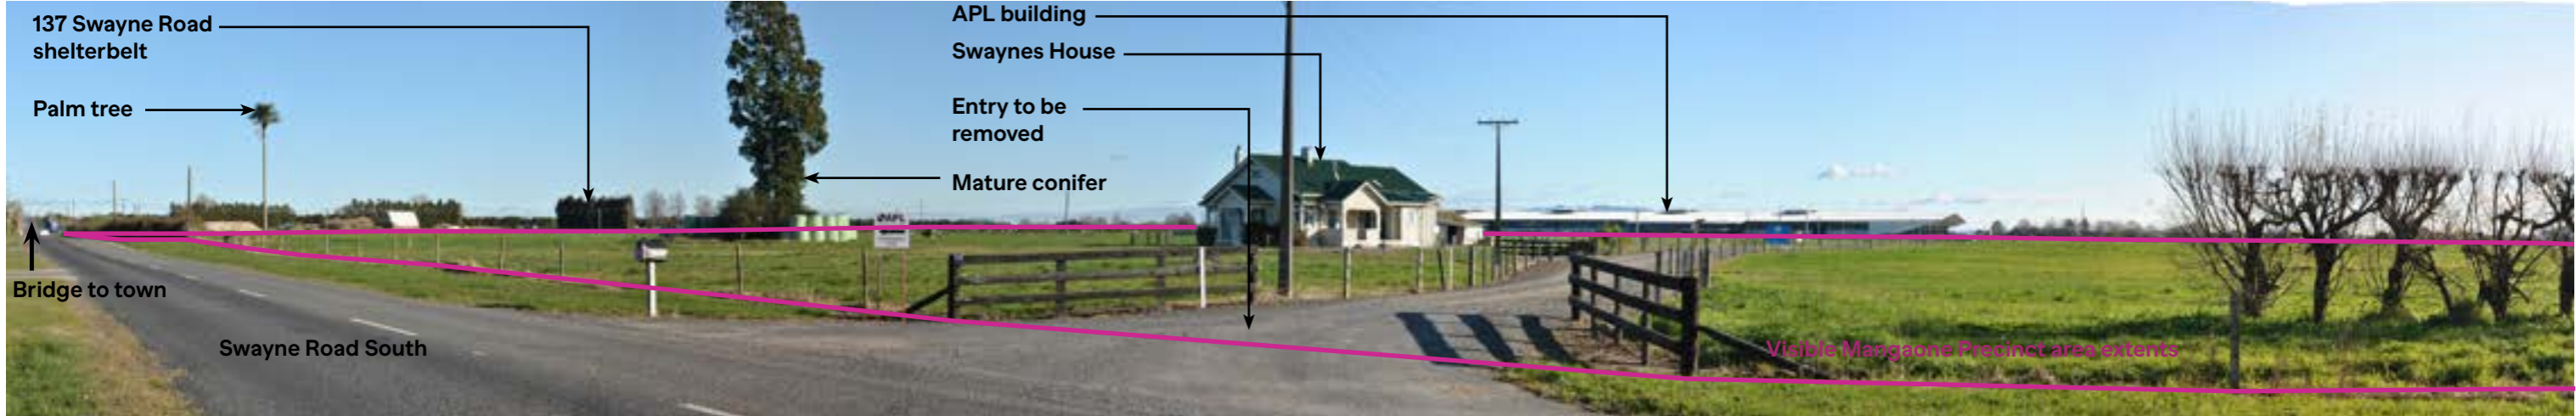 137 Swayne Road
shelterbelt
Palm tree
Bridge to town
Swayne Road South
APL building
Swaynes House
Entry to be
removed
Mature conifer
APL
Visible Mangaone Precinct area extents